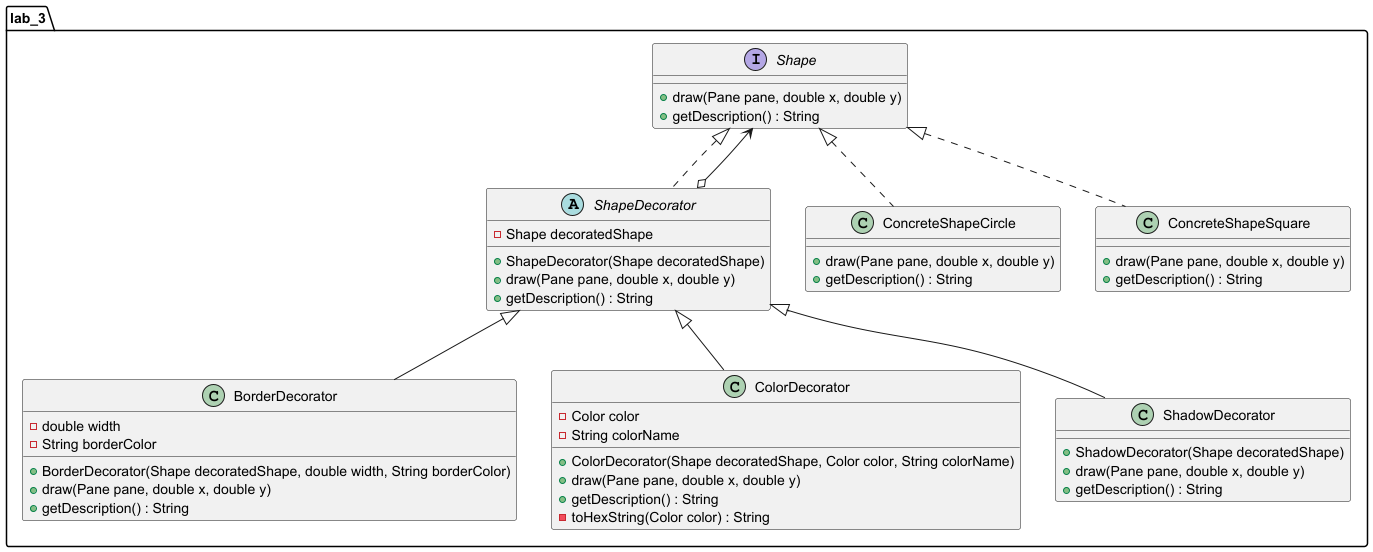 lab_3
I Shape
draw(Pane pane, double x, double y)
getDescription() : String
A ShapeDecorator
Shape decoratedShape
ShapeDecorator(Shape decoratedShape)
draw(Pane pane, double x, double y)
getDescription() : String
C ConcreteShapeCircle
draw(Pane pane, double x, double y)
getDescription() : String
C ConcreteShapeSquare
draw(Pane pane, double x, double y)
getDescription() : String
C BorderDecorator
double width
String borderColor
BorderDecorator(Shape decoratedShape, double width, String borderColor)
draw(Pane pane, double x, double y)
getDescription() : String
C ColorDecorator
Color color
String colorName
ColorDecorator(Shape decoratedShape, Color color, String colorName)
draw(Pane pane, double x, double y)
getDescription() : String
toHexString(Color color) : String
C ShadowDecorator
ShadowDecorator(Shape decoratedShape)
draw(Pane pane, double x, double y)
getDescription() : String